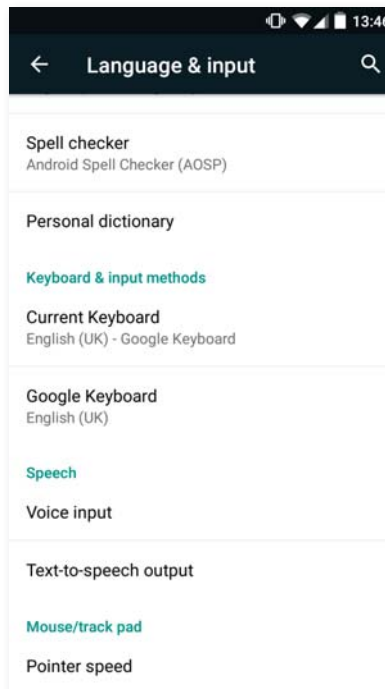 13:46
Language & input
Spell checker
Android Spell Checker (AOSP)
Personal dictionary
Keyboard & input methods
Current Keyboard
English (UK) - Google Keyboard
Google Keyboard
English (UK)
Speech
Voice input
Text-to-speech output
Mouse/track pad
Pointer speed